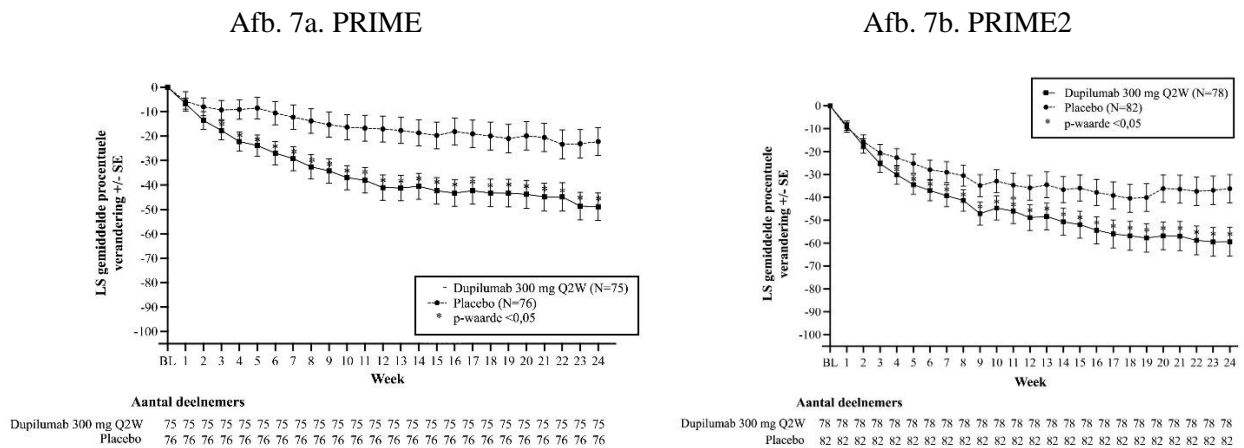 Afb. 7a. PRIME
LS gemiddelde procentuele
verandering +/- SE
0
-10
-20
-30
-40
-50
-60
-70
-80
-90
-100
- Dupilumab 300 mg Q2W (N=75)
Placebo (N=76)
* p-waarde <0,05
BL 1 2 3 4 5 6 7 8 9 10 11 12 13 14 15 16 17 18 19 20 21 22 23 24
Week
Aantal deelnemers
Dupilumab 300 mg Q2W 75 75 75 75 75 75 75 75 75 75 75 75 75 75 75 75 75 75 75 75 75 75 75 75 75
Placebo 76 76 76 76 76 76 76 76 76 76 76 76 76 76 76 76 76 76 76 76 76 76 76 76 76
Afb. 7b. PRIME2
LS gemiddelde procentuele
verandering +/- SE
0
-10
-20
-30
-40
-50
-60
-70
-80
-90
-100
Dupilumab 300 mg Q2W (N=78)
Placebo (N=82)
* p-waarde <0,05
BL 1 2 3 4 5 6 7 8 9 10 11 12 13 14 15 16 17 18 19 20 21 22 23 24
Week
Aantal deelnemers
Dupilumab 300 mg Q2W 78 78 78 78 78 78 78 78 78 78 78 78 78 78 78 78 78 78 78 78 78 78 78 78 78
Placebo 82 82 82 82 82 82 82 82 82 82 82 82 82 82 82 82 82 82 82 82 82 82 82 82 82